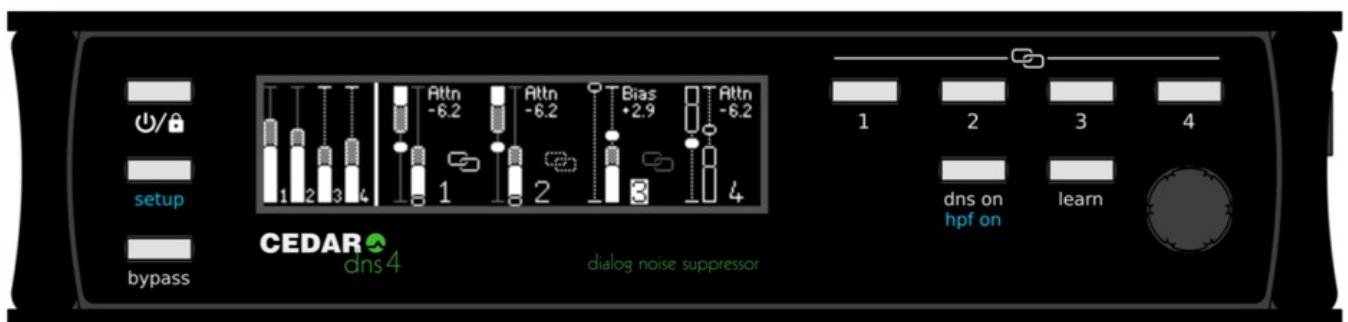 setup
bypass
1 2 3 4
Attn
-6.2
1
Attn
-6.2
2
Bias
+2.9
3
Attn
-6.2
4
CEDAR
dns 4
dialog noise suppressor
1 2 3 4
dns on
hpf on
learn